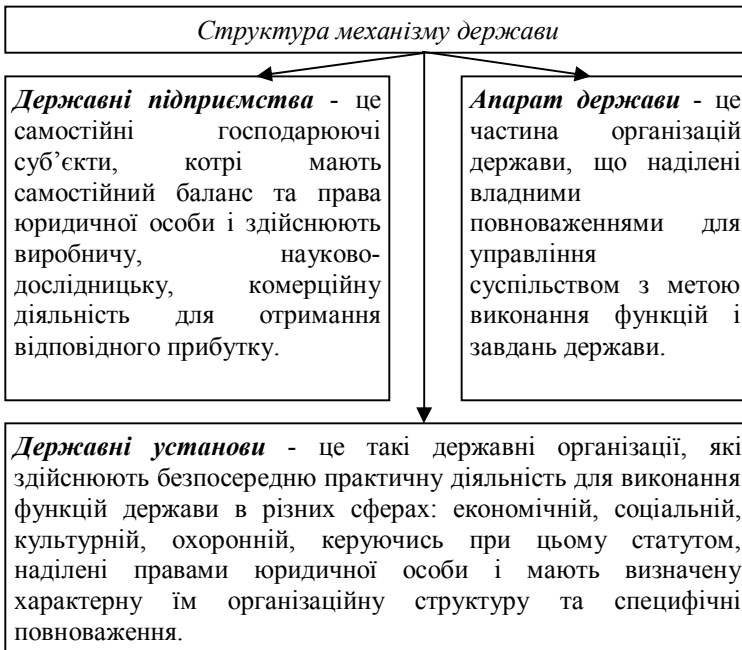 Структура механізму держави
Державні підприємства - це
самостійні господарюючі
суб’єкти, котрі мають
самостійний баланс та права
юридичної особи і здійснюють
виробничу, науково-
дослідницьку, комерційну
діяльність для отримання
відповідного прибутку.
Апарат держави - це
частина організацій
держави, що наділені
владними
повноваженнями для
управління
суспільством з метою
виконання функцій і
завдань держави.
Державні установи - це такі державні організації, які
здійснюють безпосередню практичну діяльність для виконання
функцій держави в різних сферах: економічній, соціальній,
культурній, охоронній, керуючись при цьому статутом,
наділені правами юридичної особи і мають визначену
характерну їм організаційну структуру та специфічні
повноваження.